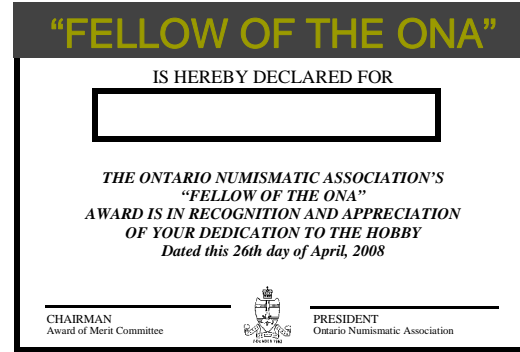 “FELLOW OF THE ONA”
IS HEREBY DECLARED FOR
THE ONTARIO NUMISMATIC ASSOCIATION’S
“FELLOW OF THE ONA”
AWARD IS IN RECOGNITION AND APPRECIATION
OF YOUR DEDICATION TO THE HOBBY
Dated this 26th day of April, 2008
CHAIRMAN
Award of Merit Committee
FOUNDED 1962
PRESIDENT
Ontario Numismatic Association